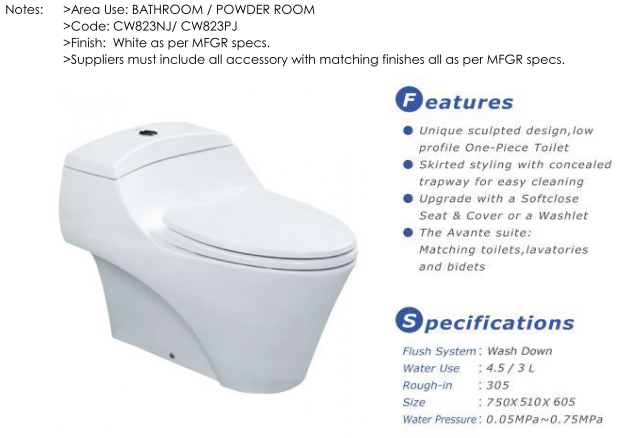 Notes: >Area Use: BATHROOM / POWDER ROOM
>Code: CW823NJ/ CW823PJ
>Finish: White as per MFGR specs.
>Suppliers must include all accessory with matching finishes all as per MFGR specs.
Features
Unique sculpted design,low
profile One-Piece Toilet
Skirted styling with concealed
trapway for easy cleaning
Upgrade with a Softclose
Seat & Cover or a Washlet
The Avante suite:
Matching toilets,lavatories
and bidets
Specifications
Flush System : Wash Down
Water Use : 4.5 / 3 L
Rough-in : 305
Size : 750X510X 605
Water Pressure : 0.05MPa~0.75MPa